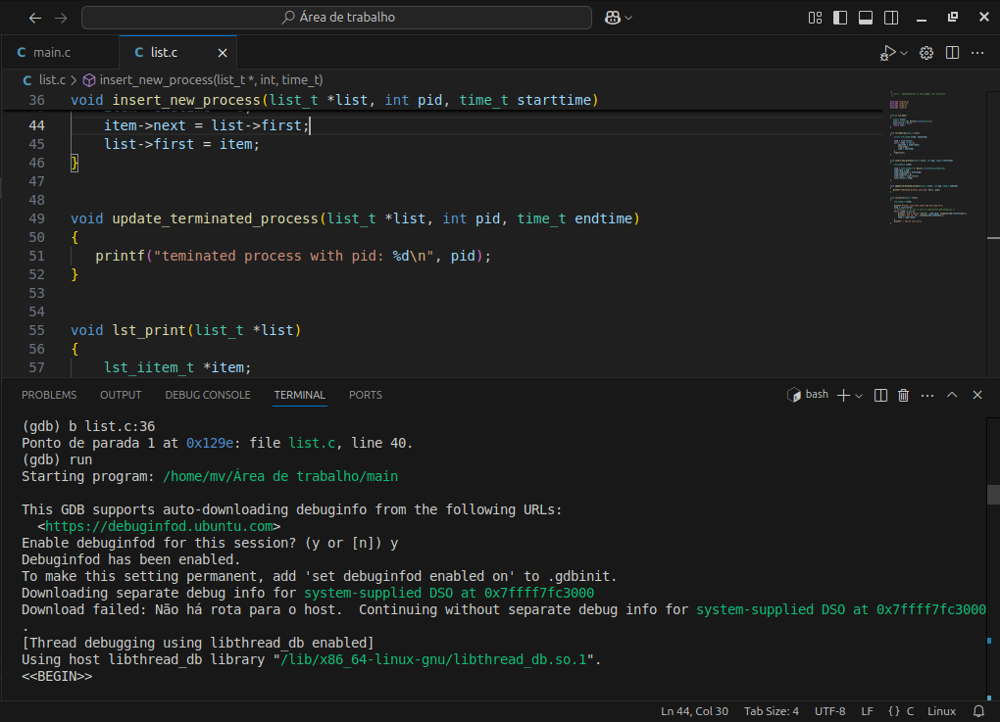 Área de trabalho
main.c
list.c
list.c > insert_new_process(list_t *, int, time_t)
36 void insert_new_process(list_t *list, int pid, time_t starttime)
44 item->next = list->first;
45 list->first = item;
46 }
47
48
49 void update_terminated_process(list_t *list, int pid, time_t endtime)
50 {
51 printf("teminated process with pid: %d\n", pid);
52 }
53
54
55 void lst_print(list_t *list)
56 {
57 lst_iitem_t *item;
PROBLEMS OUTPUT DEBUG CONSOLE TERMINAL PORTS bash
(gdb) b list.c:36
Ponto de parada 1 at 0x129e: file list.c, line 40.
(gdb) run
Starting program: /home/mv/Área de trabalho/main
This GDB supports auto-downloading debuginfo from the following URLs:
<https://debuginfod.ubuntu.com>
Enable debuginfod for this session? (y or [n]) y
Debuginfod has been enabled.
To make this setting permanent, add 'set debuginfod enabled on' to .gdbinit.
Downloading separate debug info for system-supplied DSO at 0x7ffff7fc3000
Download failed: Não há rota para o host.  Continuing without separate debug info for system-supplied DSO at 0x7ffff7fc3000
.
[Thread debugging using libthread_db enabled]
Using host libthread_db library "/lib/x86_64-linux-gnu/libthread_db.so.1".
<<BEGIN>>
Ln 44, Col 30 Tab Size: 4 UTF-8 LF {} C Linux